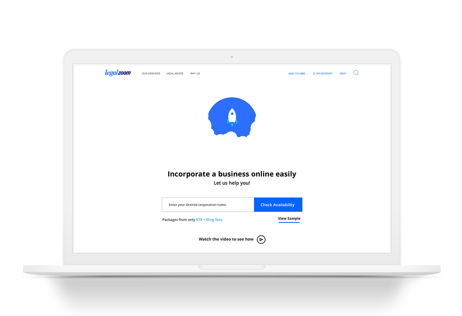 legalzoom
OUR SERVICES LEGAL ADVICE WHY US
MY ACCOUNT HELP
Incorporate a business online easily
Let us help you!
Enter your desired corporation name
Check Availability
Packages from only $79 + filing fees.
View Sample
Watch the video to see how